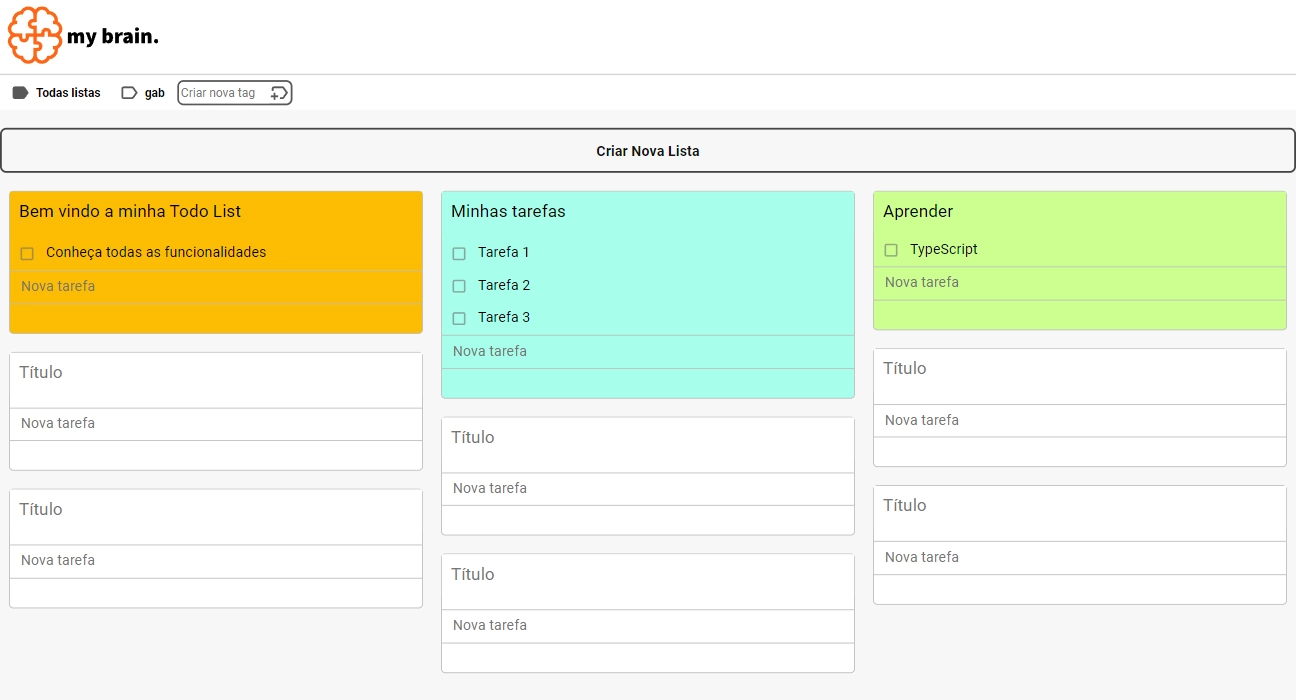 my brain.
Todas listas
gab
Criar nova tag
Criar Nova Lista
Bem vindo a minha Todo List
Conheça todas as funcionalidades
Nova tarefa
Título
Nova tarefa
Título
Nova tarefa
Minhas tarefas
Tarefa 1
Tarefa 2
Tarefa 3
Nova tarefa
Título
Nova tarefa
Título
Nova tarefa
Aprender
TypeScript
Nova tarefa
Título
Nova tarefa
Título
Nova tarefa